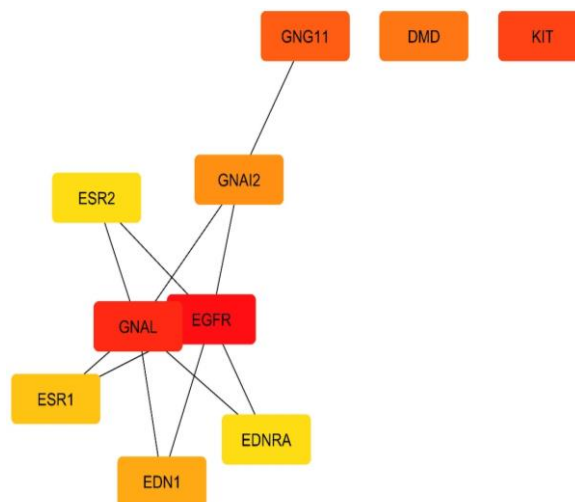 GNG11
DMD
KIT
GNAI2
ESR2
GNAL
EGFR
ESR1
EDNRA
EDN1